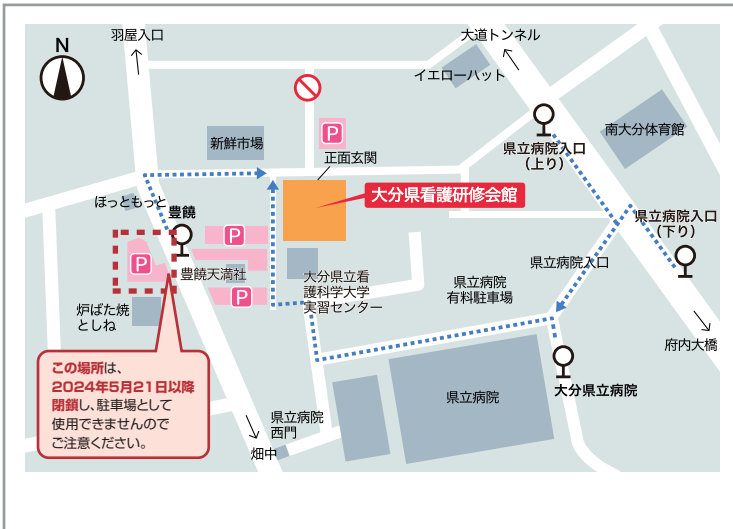 羽屋入口
大道トンネル
N
イエローハット
P
新鮮市場
正面玄関
南大分体育館
県立病院入口
(上り)
大分県看護研修会館
ほっともっと
豊饒
県立病院入口
(下り)
P
P
豊饒天満社
県立病院入口
大分県立看
護科学大学
実習センター
県立病院
有料駐車場
P
炉ばた焼
としね
府内大橋
この場所は、
2024年5月21日以降
閉鎖し、駐車場として
使用できませんので
ご注意ください。
大分県立病院
県立病院
県立病院
西門
畑中